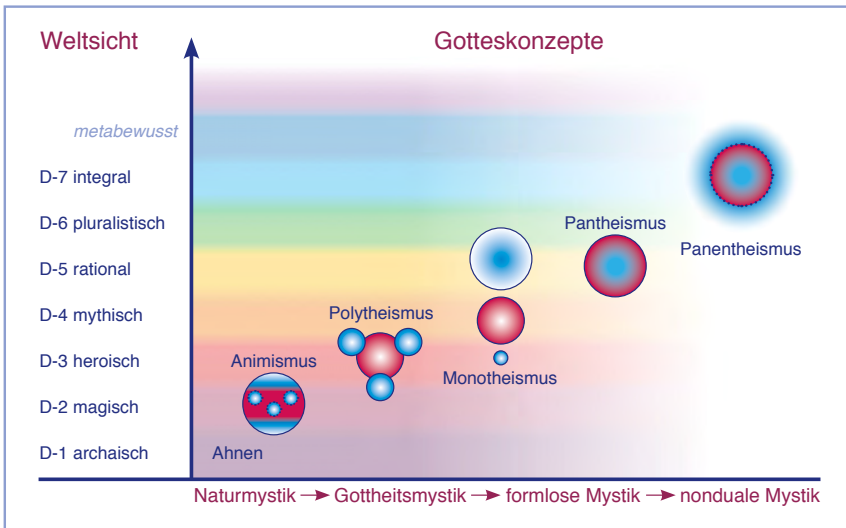 Weltsicht
Gotteskonzepte
metabewusst
D-7 integral
D-6 pluralistisch
D-5 rational
D-4 mythisch
D-3 heroisch
D-2 magisch
D-1 archaisch
Ahnen
Animismus
Polytheismus
Monotheismus
Pantheismus
Panentheismus
Naturmystik → Gottheitsmystik → formlose Mystik → nonduale Mystik